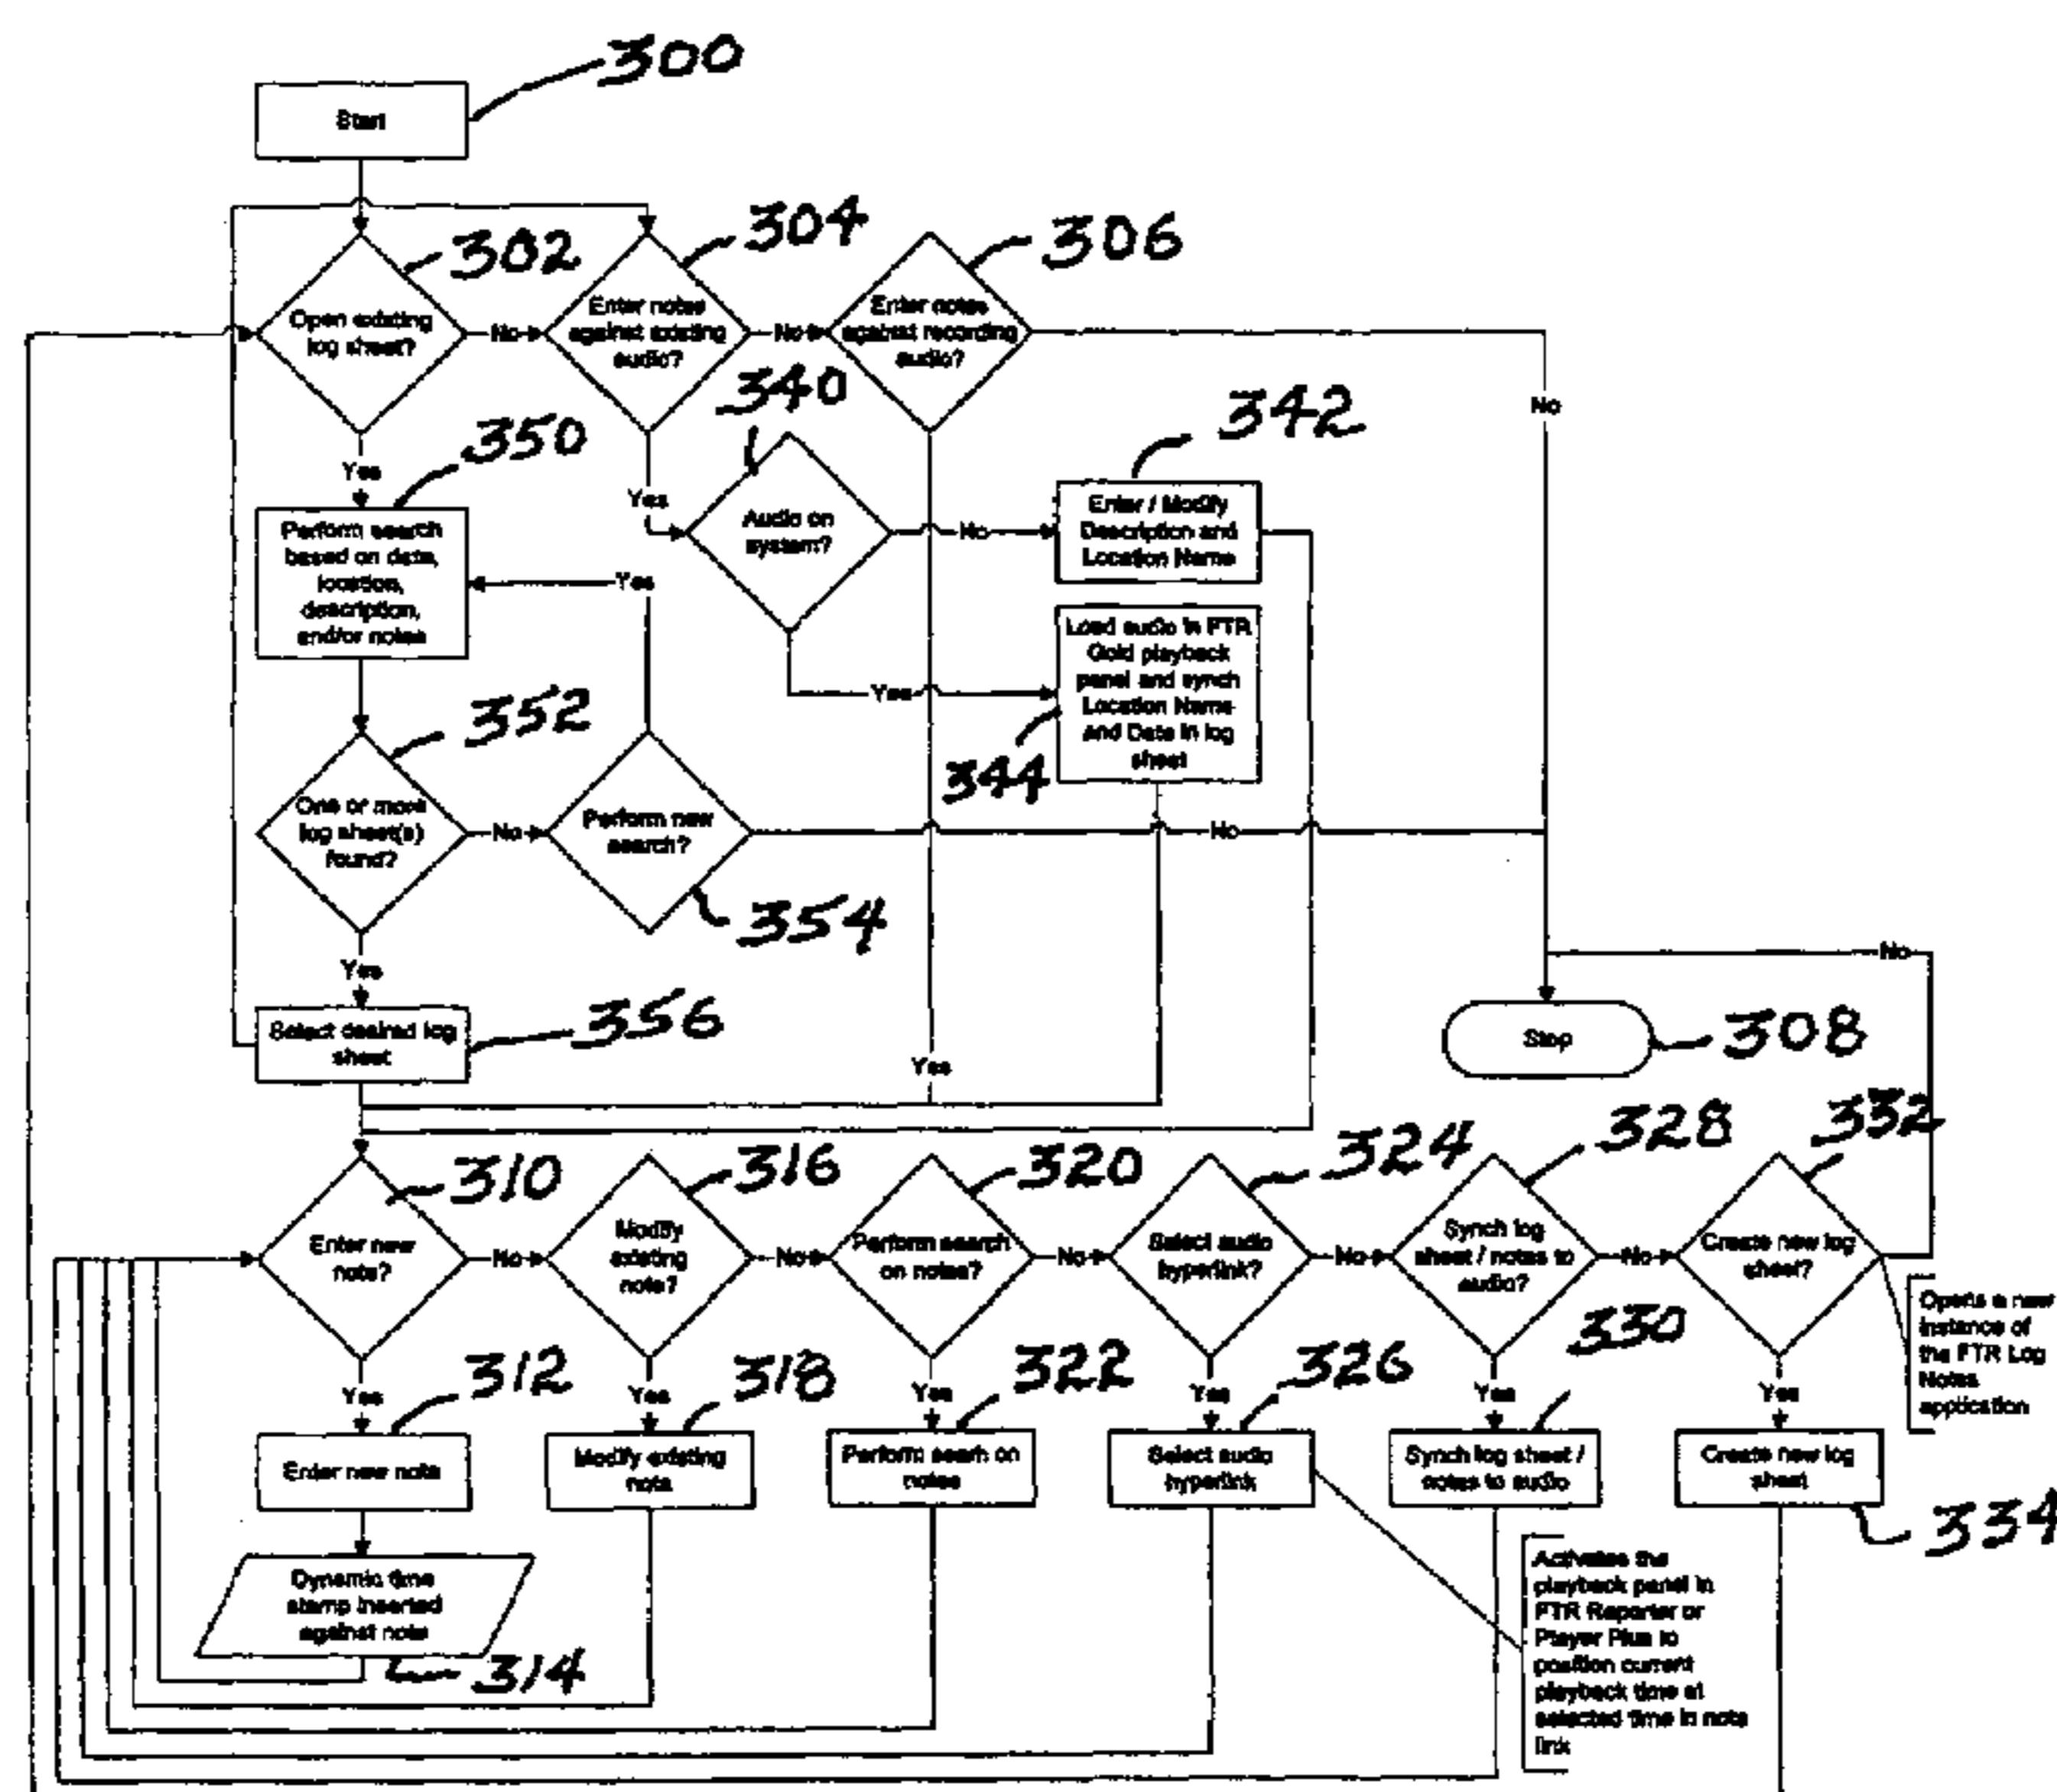 300
Start
302
304
306
Open existing
log sheet?
No
Enter notes
against existing
audio?
No
Enter notes
against recording
audio?
No
340
342
350
Yes
Yes
Perform search
based on date,
location,
description,
and/or notes
Yes
Audio on
system?
No
Enter / Modify
Description and
Location Name
Yes
Load audio in FTR
Gold playback
panel and synch
Location Name
and Date in log
sheet
344
352
One or more
log sheet(s)
found?
No
Perform new
search?
No
354
Yes
No
Select desired log
sheet
356
Yes
Stop
308
310
316
320
324
328
332
Enter new
note?
No
Modify
existing
note?
No
Perform search
on notes?
No
Select audio
hyperlink?
No
Synch log
sheet / notes to
audio?
No
Create new log
sheet?
Opens a new
instance of
the FTR Log
Notes
application
312
318
322
326
330
Yes
Yes
Yes
Yes
Yes
Yes
Enter new note
Modify existing
note
Perform searh on
notes
Select audio
hyperlink
Synch log sheet /
notes to audio
Create new log
sheet
334
Dynamic time
stamp inserted
against note
314
Activates the
playback panel in
FTR Reporter or
Player Plus to
position current
playback time at
selected time in note
link